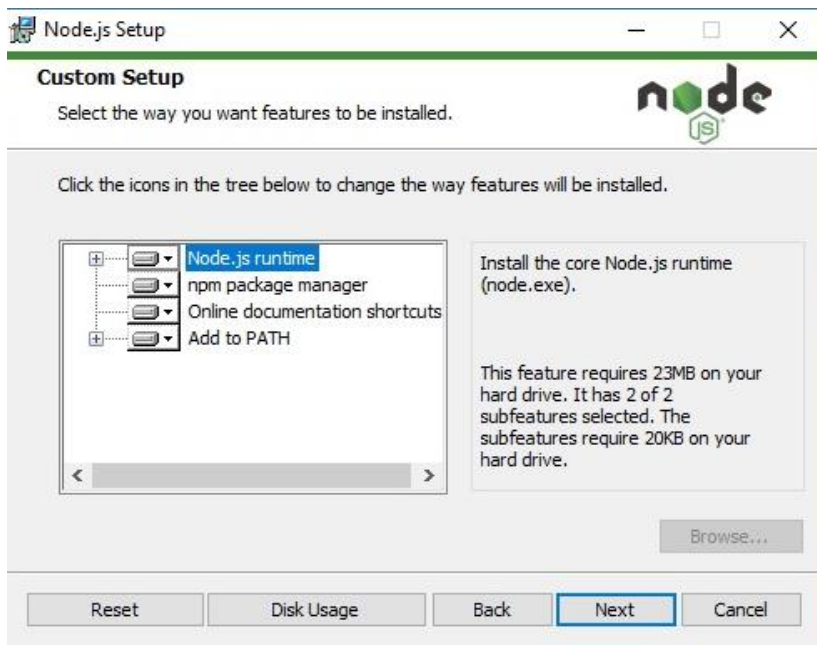 Node.js Setup
Custom Setup
Select the way you want features to be installed.
node
JS
Click the icons in the tree below to change the way features will be installed.
Node.js runtime
npm package manager
Online documentation shortcuts
Add to PATH
Install the core Node.js runtime
(node.exe).
This feature requires 23MB on your
hard drive. It has 2 of 2
subfeatures selected. The
subfeatures require 20KB on your
hard drive.
Browse...
Reset
Disk Usage
Back
Next
Cancel